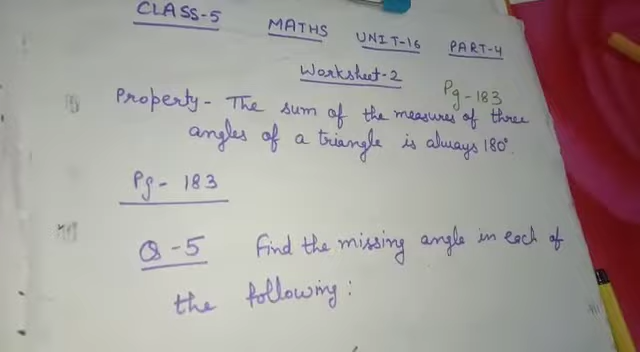 CLASS-5 MATHS UNIT-16 PART-4
Worksheet-2
Pg-183
Property- The sum of the measures of three
angles of a triangle is always 180°.
Pg- 183
Q-5 Find the missing angle in each of
the following: